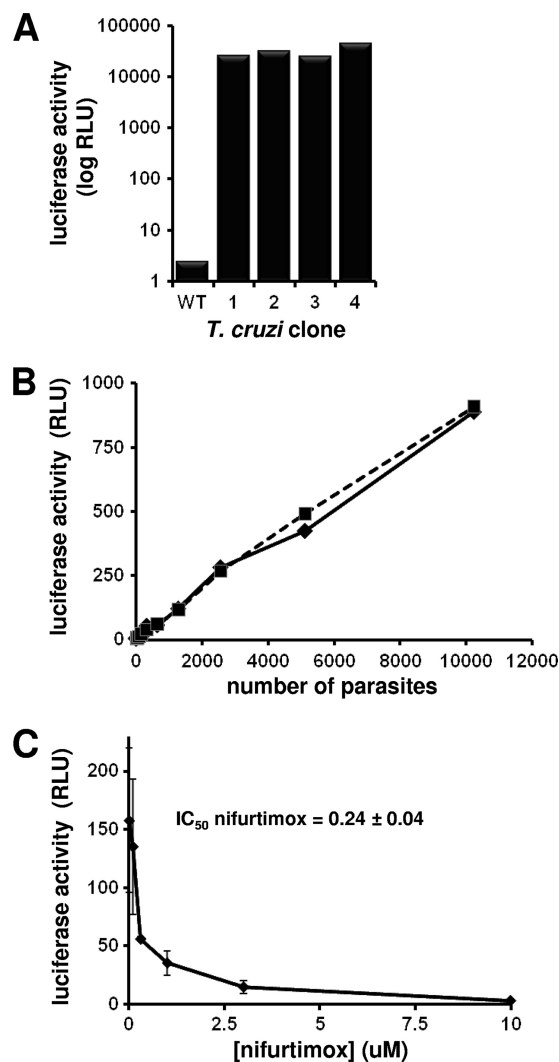 A
luciferase activity
(log RLU)
100000
100000
1000
100
10
1
WT 1 2 3 4
T. cruzi clone
B
luciferase activity (RLU)
1000
750
500
250
0
0 2000 4000 6000 8000 10000 12000
number of parasites
C
luciferase activity (RLU)
200
150
100
50
0
IC50 nifurtimox = 0.24 ± 0.04
0 2.5 5 7.5 10
[nifurtimox] (uM)